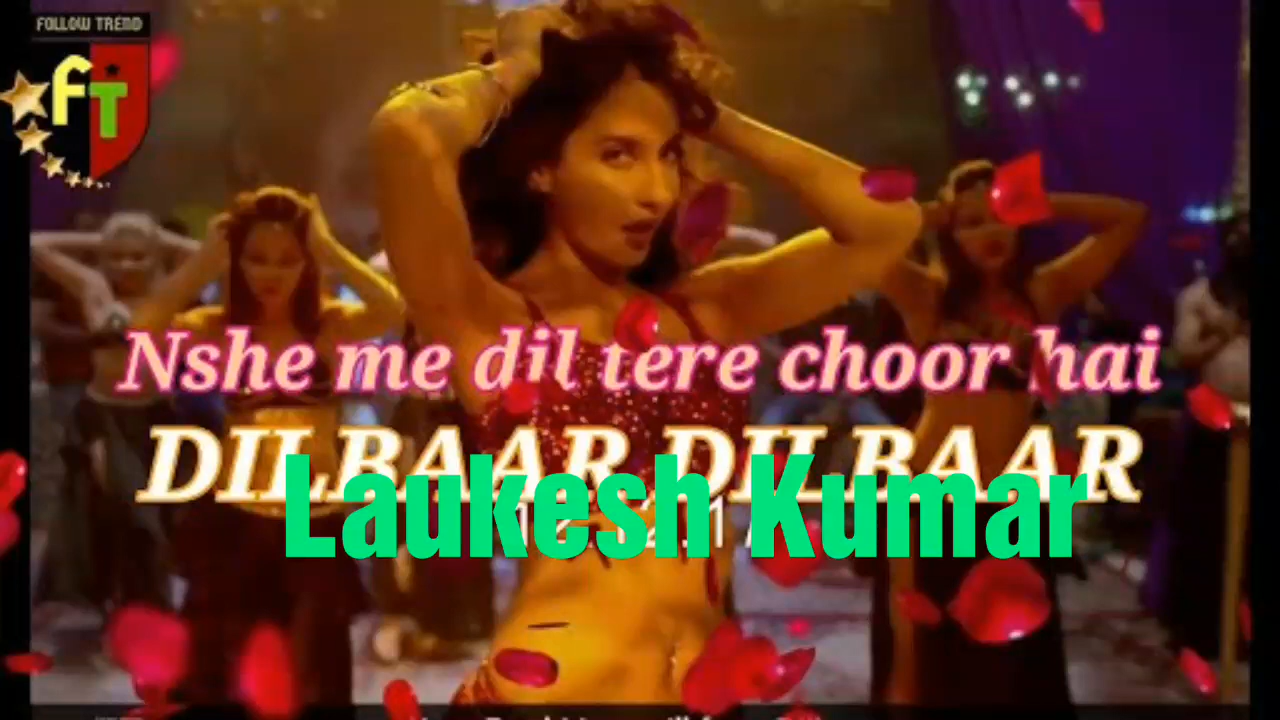 FOLLOW TREND
FT
Nshe me dil tere choor hai
DILBAAR DILBAAR
Laukesh Kumar